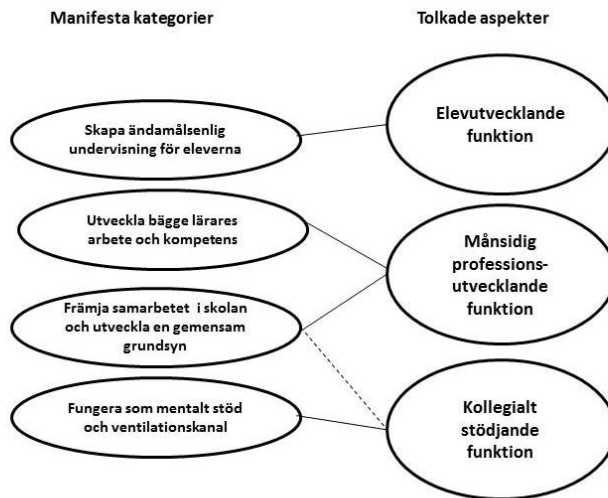 Manifesta kategorier
Tolkade aspekter
Skapa ändamålsenlig
undervisning för eleverna
Elevutvecklande
funktion
Utveckla bägge lärares
arbete och kompetens
Månsidig
professions-
utvecklande
funktion
Främja samarbetet i skolan
och utveckla en gemensam
grundsyn
Fungera som mentalt stöd
och ventilationskanal
Kollegialt
stödjande
funktion